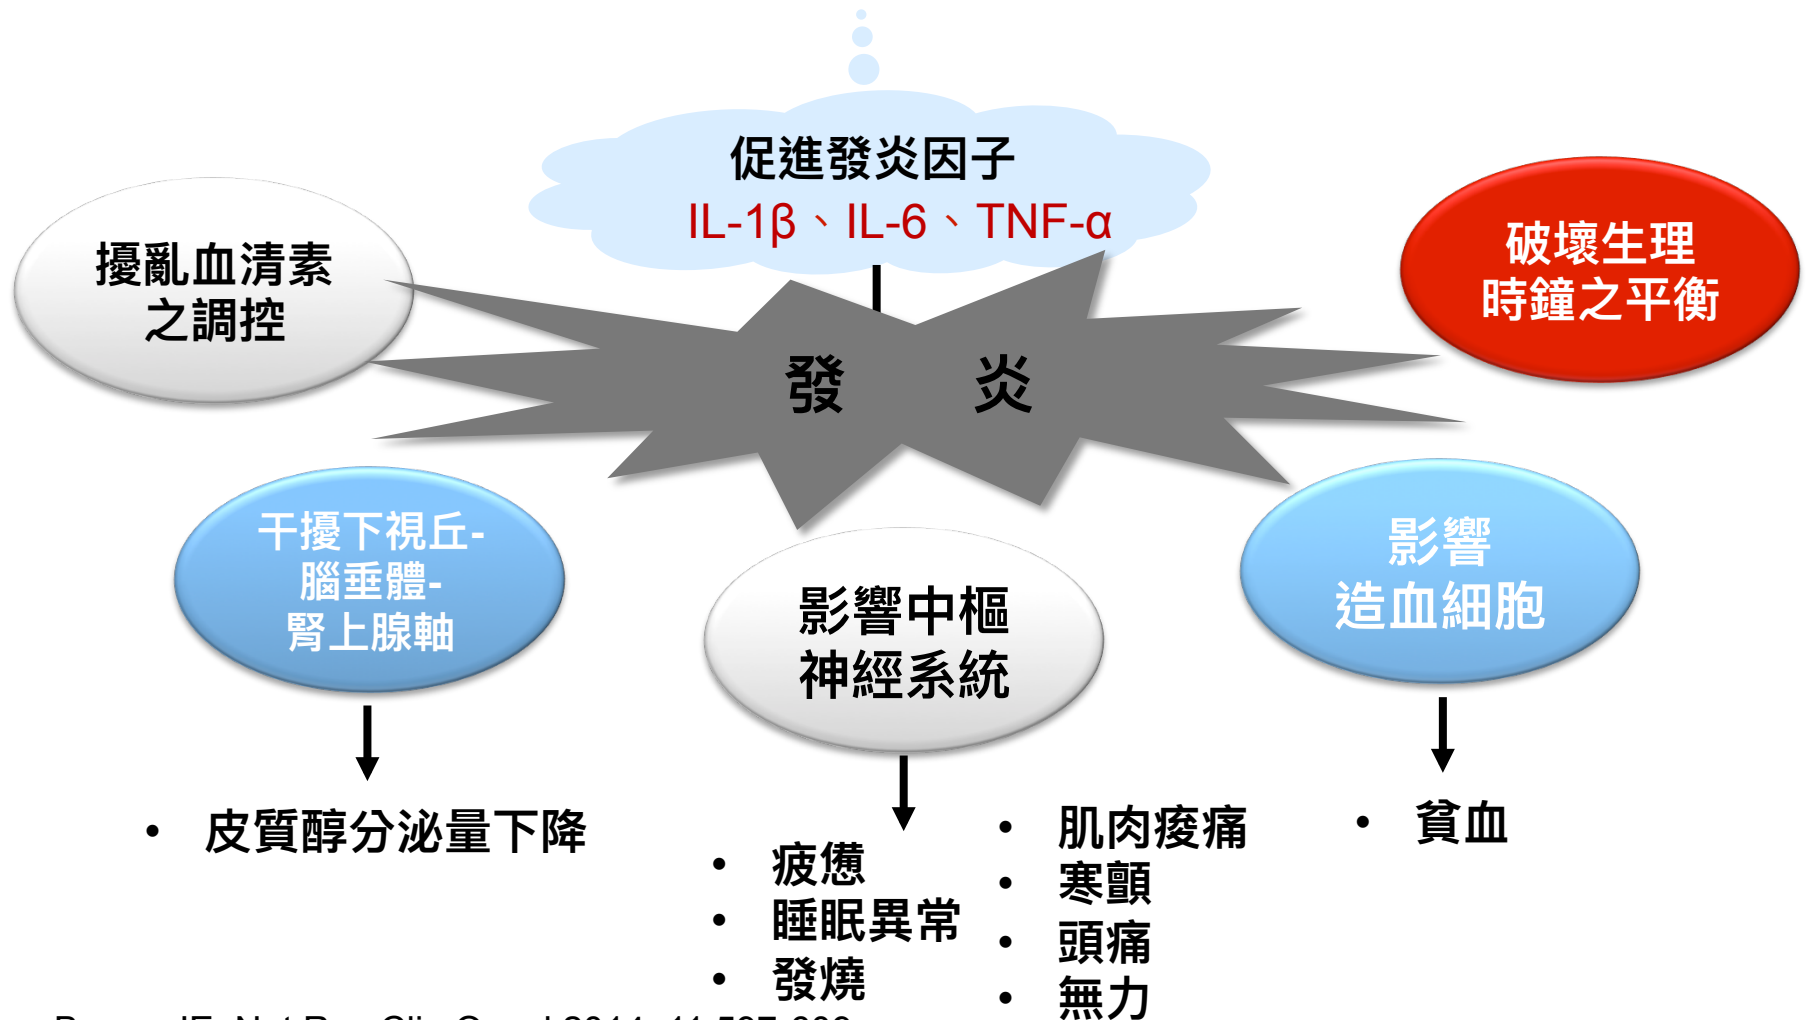 促進發炎因子
IL-1β、IL-6、TNF-α
擾亂血清素
之調控
破壞生理
時鐘之平衡
發 炎
干擾下視丘-
腦垂體-
腎上腺軸
影響中樞
神經系統
影響
造血細胞
• 皮質醇分泌量下降
• 疲憊
• 睡眠異常
• 發燒
• 肌肉痠痛
• 寒顫
• 頭痛
• 無力
• 貧血